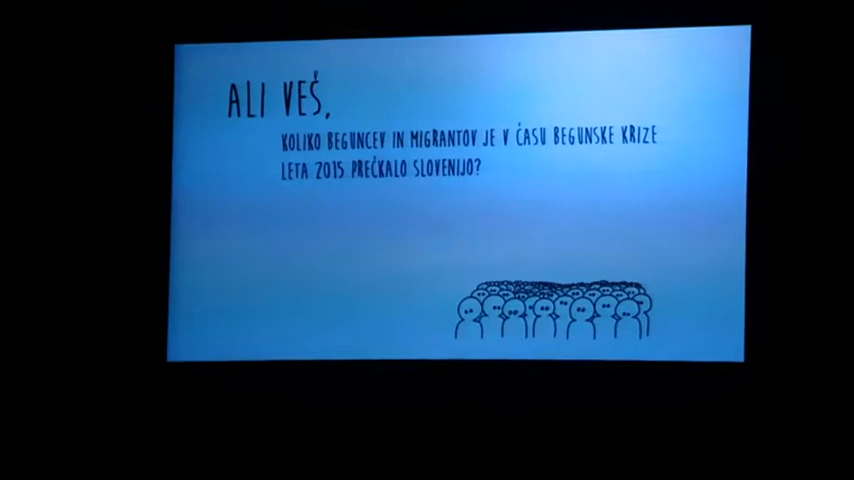 ALI VEŠ,
KOLIKO BEGUNCEV IN MIGRANTOV JE V ČASU BEGUNSKE KRIZE
LETA 2015 PREČKALO SLOVENIJO?